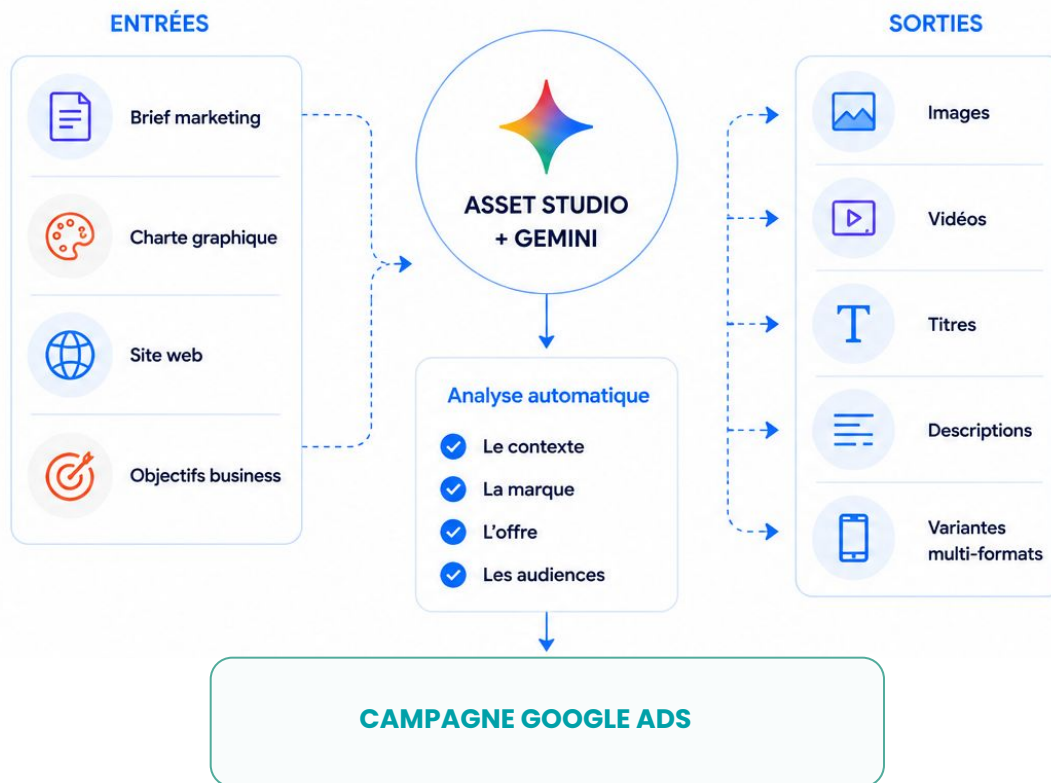 ENTRÉES
Brief marketing
Charte graphique
Site web
Objectifs business
ASSET STUDIO
+ GEMINI
Analyse automatique
Le contexte
La marque
L'offre
Les audiences
SORTIES
Images
Vidéos
Titres
Descriptions
Variantes
multi-formats
CAMPAGNE GOOGLE ADS